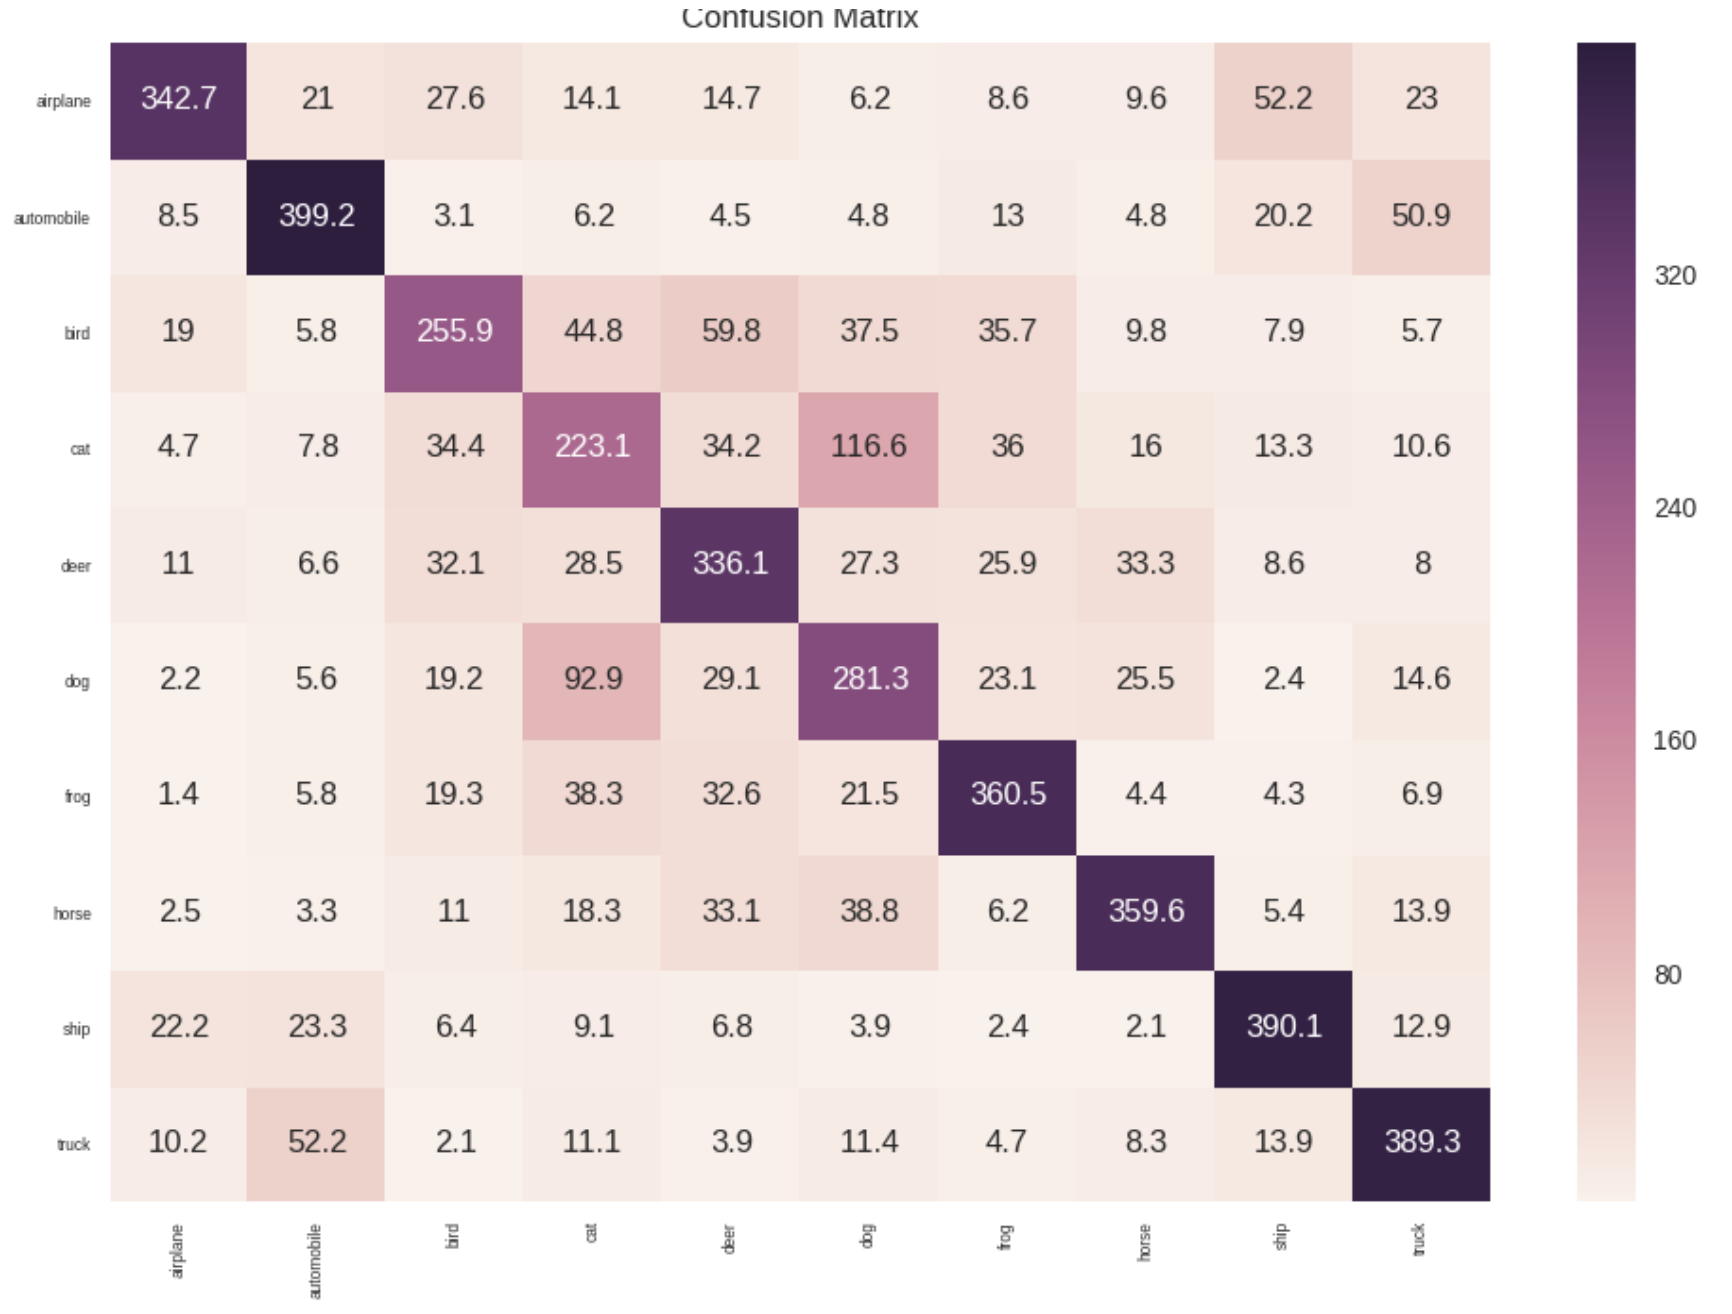 Confusion Matrix
airplane 342.7 21 27.6 14.1 14.7 6.2 8.6 9.6 52.2 23
automobile 8.5 399.2 3.1 6.2 4.5 4.8 13 4.8 20.2 50.9
320
bird 19 5.8 255.9 44.8 59.8 37.5 35.7 9.8 7.9 5.7
cat 4.7 7.8 34.4 223.1 34.2 116.6 36 16 13.3 10.6
240
deer 11 6.6 32.1 28.5 336.1 27.3 25.9 33.3 8.6 8
dog 2.2 5.6 19.2 92.9 29.1 281.3 23.1 25.5 2.4 14.6
160
frog 1.4 5.8 19.3 38.3 32.6 21.5 360.5 4.4 4.3 6.9
horse 2.5 3.3 11 18.3 33.1 38.8 6.2 359.6 5.4 13.9
80
ship 22.2 23.3 6.4 9.1 6.8 3.9 2.4 2.1 390.1 12.9
truck 10.2 52.2 2.1 11.1 3.9 11.4 4.7 8.3 13.9 389.3
airplane automobile bird cat deer dog frog horse ship truck